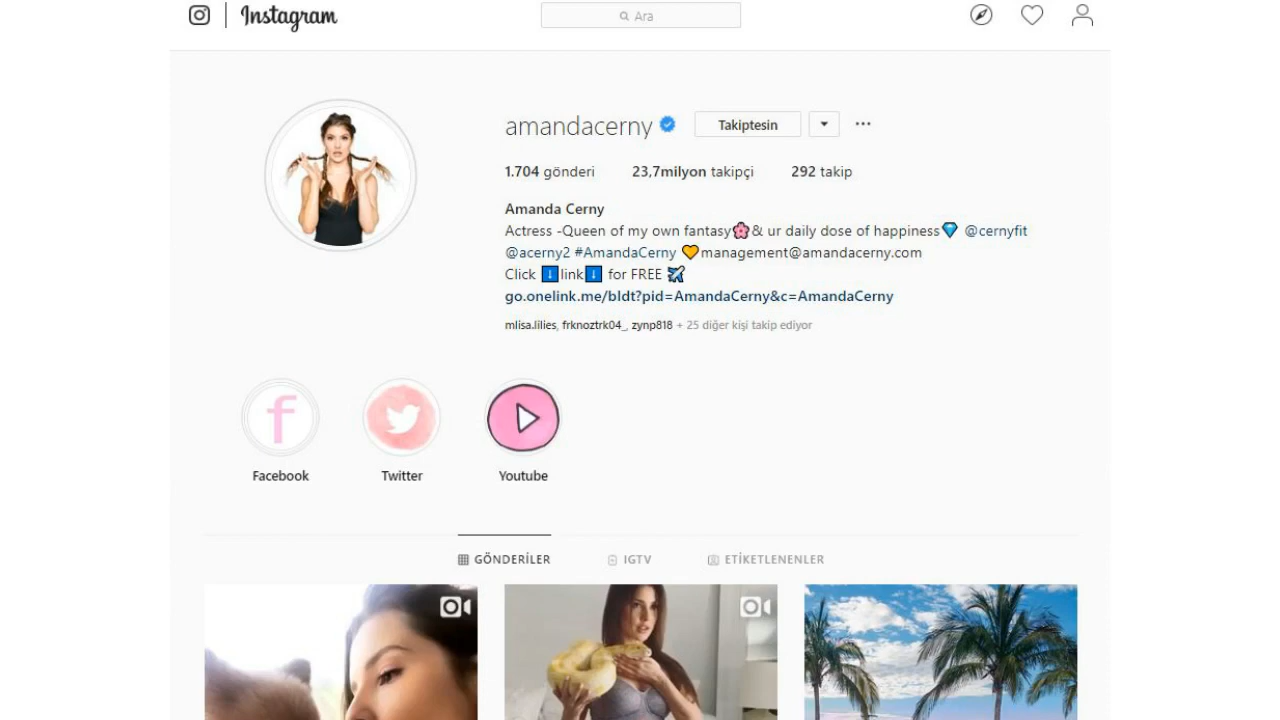 Instagram
Ara
amandacerny
Takiptesin
1.704 gönderi 23,7milyon takipçi 292 takip
Amanda Cerny
Actress -Queen of my own fantasy🌸& ur daily dose of happiness💎 @cernyfit
@acerny2 #AmandaCerny 💛management@amandacerny.com
Click ⬇️link⬇️ for FREE 🛩️
go.onelink.me/bldt?pid=AmandaCerny&c=AmandaCerny
mlisa.lilies, frknoztrk04_, zynp818 + 25 diğer kişi takip ediyor
Facebook Twitter Youtube
GÖNDERİLER IGTV ETİKETLENENLER